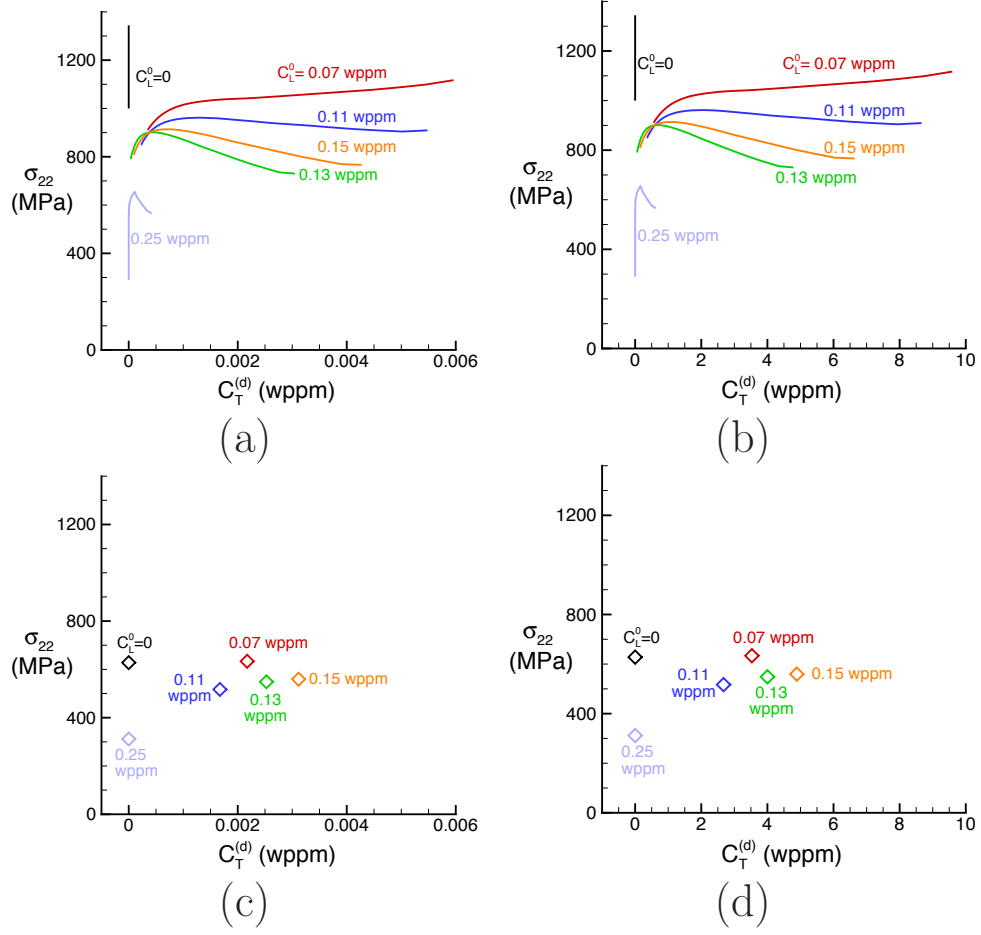 1200
800
400
0
σ22
(MPa)
C_L^0=0
C_L^0= 0.07 wppm
0.11 wppm
0.15 wppm
0.13 wppm
0.25 wppm
0 0.002 0.004 0.006
C_T^(d) (wppm)
(a)
1200
800
400
0
σ22
(MPa)
C_L^0=0
C_L^0= 0.07 wppm
0.11 wppm
0.15 wppm
0.13 wppm
0.25 wppm
0 2 4 6 8 10
C_T^(d) (wppm)
(b)
1200
800
400
0
σ22
(MPa)
C_L^0=0
0.07 wppm
0.11
wppm
0.15 wppm
0.13
wppm
0.25
wppm
0 0.002 0.004 0.006
C_T^(d) (wppm)
(c)
1200
800
400
0
σ22
(MPa)
C_L^0=0
0.07 wppm
0.11
wppm
0.15 wppm
0.13
wppm
0.25
wppm
0 2 4 6 8 10
C_T^(d) (wppm)
(d)